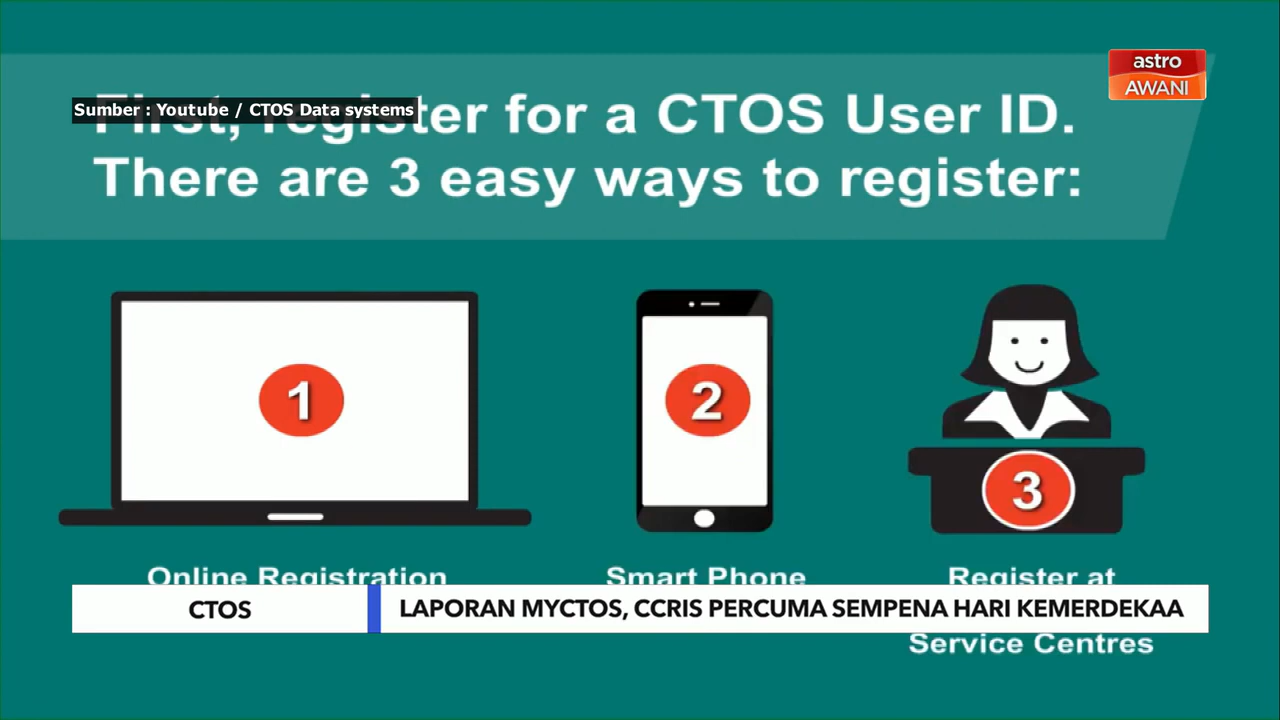 astro
AWANI
Sumber : Youtube / CTOS Data systems
First, register for a CTOS User ID.
There are 3 easy ways to register:
1
2
3
Online Registration
Smart Phone
Register at
CTOS
LAPORAN MYCTOS, CCRIS PERCUMA SEMPENA HARI KEMERDEKAA
Service Centres